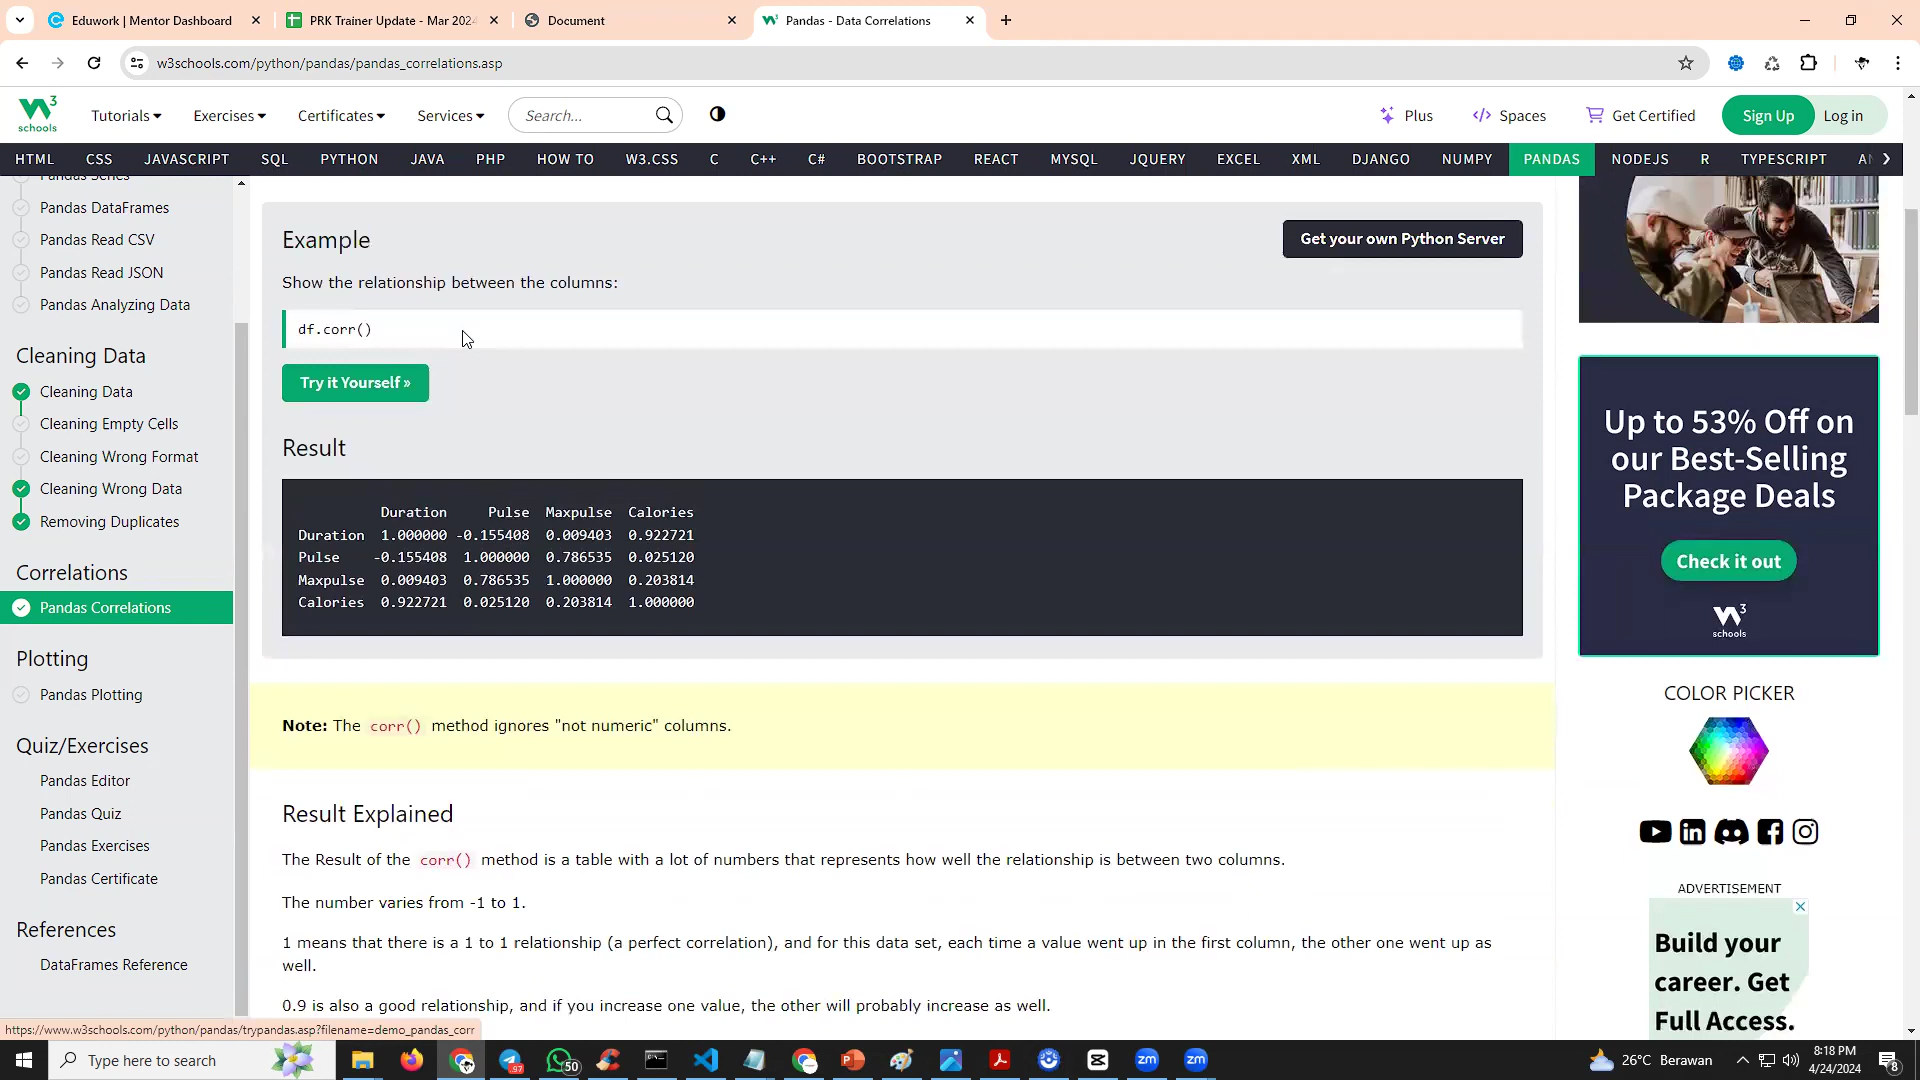 Eduwork | Mentor Dashboard
PRK Trainer Update - Mar 2024
Document
Pandas - Data Correlations
w3schools.com/python/pandas/pandas_correlations.asp
schools
Tutorials
Exercises
Certificates
Services
Search...
Plus
Spaces
Get Certified
Sign Up
Log in
HTML
CSS
JAVASCRIPT
SQL
PYTHON
JAVA
PHP
HOW TO
W3.CSS
C
C++
C#
BOOTSTRAP
REACT
MYSQL
JQUERY
EXCEL
XML
DJANGO
NUMPY
PANDAS
NODEJS
R
TYPESCRIPT
Pandas Series
Pandas DataFrames
Pandas Read CSV
Pandas Read JSON
Pandas Analyzing Data
Cleaning Data
Cleaning Data
Cleaning Empty Cells
Cleaning Wrong Format
Cleaning Wrong Data
Removing Duplicates
Correlations
Pandas Correlations
Plotting
Pandas Plotting
Quiz/Exercises
Pandas Editor
Pandas Quiz
Pandas Exercises
Pandas Certificate
References
DataFrames Reference
Example
Get your own Python Server
Show the relationship between the columns:
df.corr()
Try it Yourself »
Result
Duration Pulse Maxpulse Calories
Duration 1.000000 -0.155408 0.009403 0.922721
Pulse -0.155408 1.000000 0.786535 0.025120
Maxpulse 0.009403 0.786535 1.000000 0.203814
Calories 0.922721 0.025120 0.203814 1.000000
Note: The corr() method ignores "not numeric" columns.
Result Explained
The Result of the corr() method is a table with a lot of numbers that represents how well the relationship is between two columns.
The number varies from -1 to 1.
1 means that there is a 1 to 1 relationship (a perfect correlation), and for this data set, each time a value went up in the first column, the other one went up as
well.
0.9 is also a good relationship, and if you increase one value, the other will probably increase as well.
Up to 53% Off on
our Best-Selling
Package Deals
Check it out
schools
COLOR PICKER
ADVERTISEMENT
Build your
career. Get
Full Access.
https://www.w3schools.com/python/pandas/trypandas.asp?filename=demo_pandas_corr
Type here to search
97
50
zm
zm
26°C Berawan
8:18 PM
4/24/2024
8